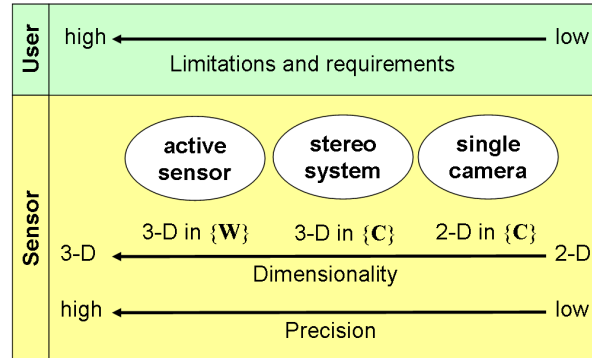 User
high low
Limitations and requirements
Sensor
active sensor
stereo system
single camera
3-D in {W} 3-D in {C} 2-D in {C}
3-D 2-D
Dimensionality
high low
Precision